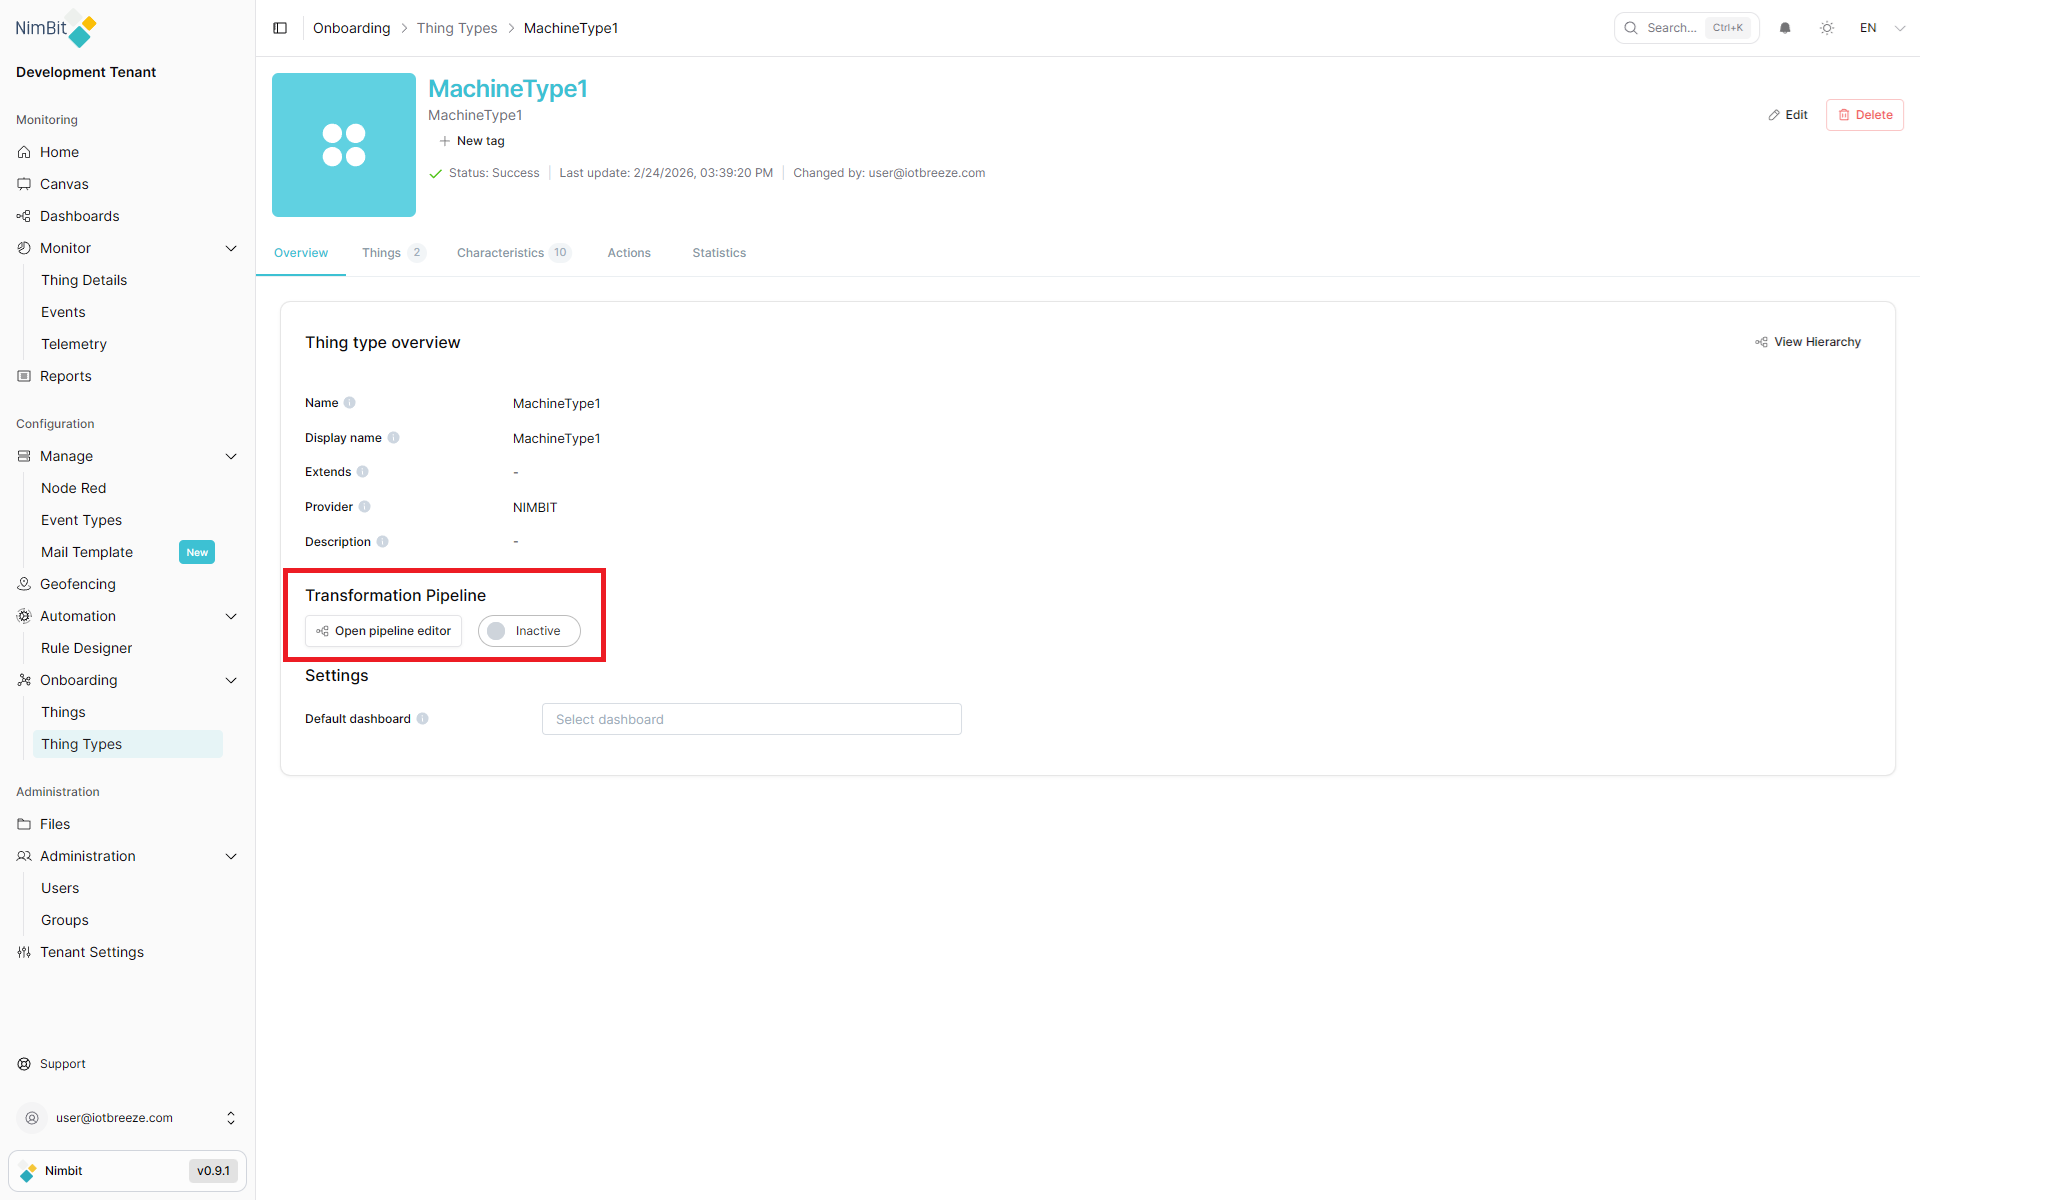 NimBit
Development Tenant
Monitoring
Home
Canvas
Dashboards
Monitor
Thing Details
Events
Telemetry
Reports
Configuration
Manage
Node Red
Event Types
Mail Template New
Geofencing
Automation
Rule Designer
Onboarding
Things
Thing Types
Administration
Files
Administration
Users
Groups
Tenant Settings
Support
user@iotbreeze.com
Nimbit v0.9.1
Onboarding > Thing Types > MachineType1
Search... Ctrl+K EN
MachineType1
MachineType1
+ New tag
Status: Success | Last update: 2/24/2026, 03:39:20 PM | Changed by: user@iotbreeze.com
Edit Delete
Overview Things 2 Characteristics 10 Actions Statistics
Thing type overview View Hierarchy
Name MachineType1
Display name MachineType1
Extends -
Provider NIMBIT
Description -
Transformation Pipeline
Open pipeline editor Inactive
Settings
Default dashboard Select dashboard